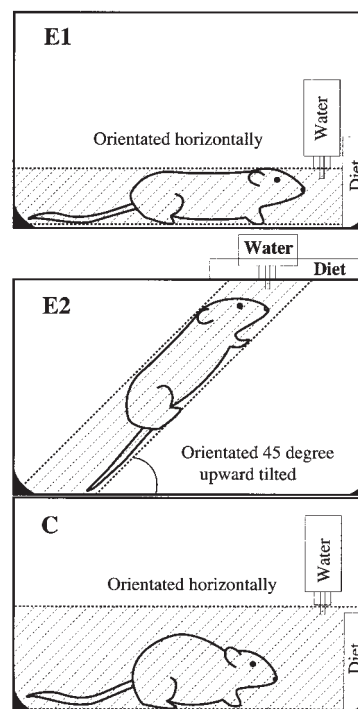 E1
Orientated horizontally
Water
Diet
Water
Diet
E2
Orientated 45 degree
upward tilted
C
Orientated horizontally
Water
Diet